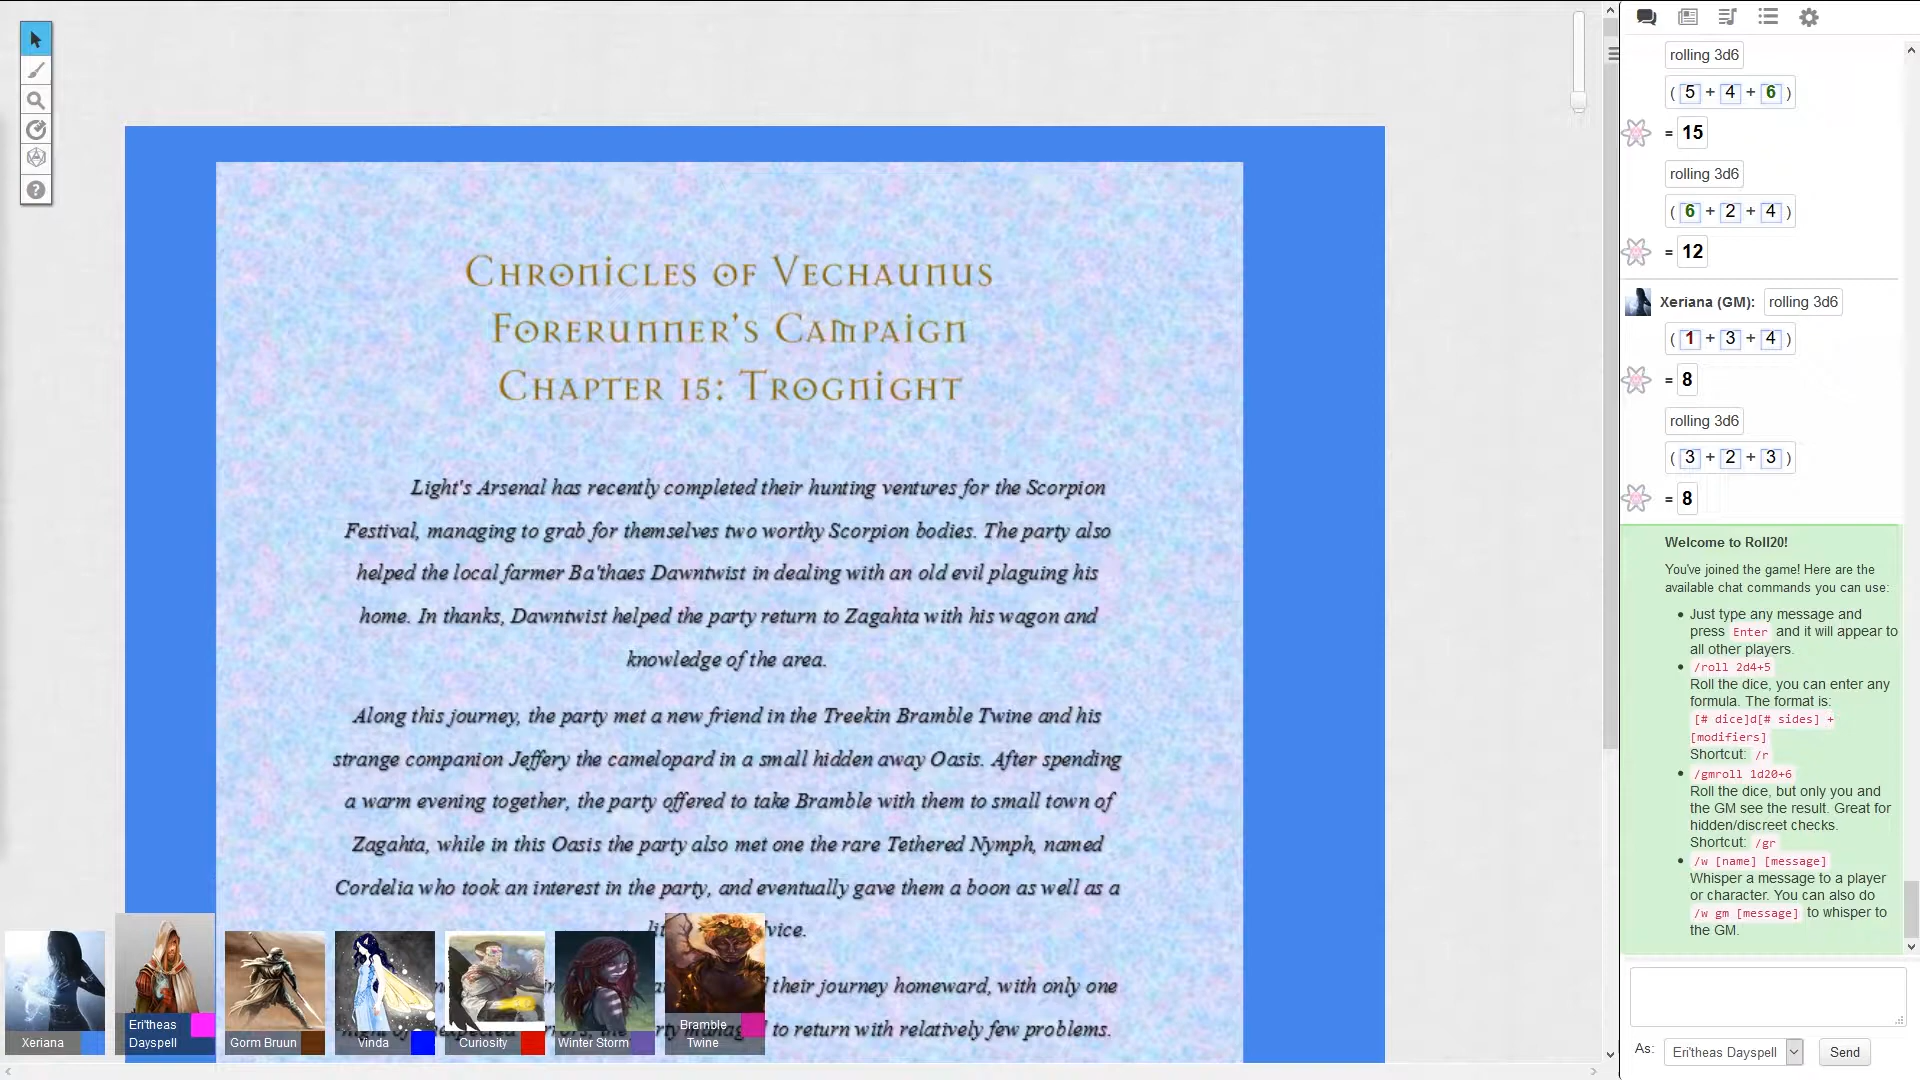 Chronicles of Vechaunus
Forerunner's Campaign
Chapter 15: Trognight
Light's Arsenal has recently completed their hunting ventures for the Scorpion
Festival, managing to grab for themselves two worthy Scorpion bodies. The party also
helped the local farmer Ba'thaes Dawntwist in dealing with an old evil plaguing his
home. In thanks, Dawntwist helped the party return to Zagahta with his wagon and
knowledge of the area.
Along this journey, the party met a new friend in the Treekin Bramble Twine and his
strange companion Jeffery the camelopard in a small hidden away Oasis. After spending
a warm evening together, the party offered to take Bramble with them to small town of
Zagahta, while in this Oasis the party also met one the rare Tethered Nymph, named
Cordelia who took an interest in the party, and eventually gave them a boon as well as a
their journey homeward, with only one
to return with relatively few problems.
Xeriana
Eri'theas
Dayspell
Gorm Bruun
Vinda
Curiosity
Winter Storm
Bramble
Twine
rolling 3d6
(5+4+6)
=15
rolling 3d6
(6+2+4)
=12
Xeriana (GM): rolling 3d6
(1+3+4)
=8
rolling 3d6
(3+2+3)
=8
Welcome to Roll20!
You've joined the game! Here are the
available chat commands you can use:
• Just type any message and
press Enter and it will appear to
all other players.
• /roll 2d4+5
Roll the dice, you can enter any
formula. The format is:
[# dice]d[# sides] +
[modifiers]
Shortcut: /r
• /gmroll 1d20+6
Roll the dice, but only you and
the GM see the result. Great for
hidden/discreet checks.
Shortcut: /gr
• /w [name] [message]
Whisper a message to a player
or character. You can also do
/w gm [message] to whisper to
the GM.
As: Eri'theas Dayspell Send